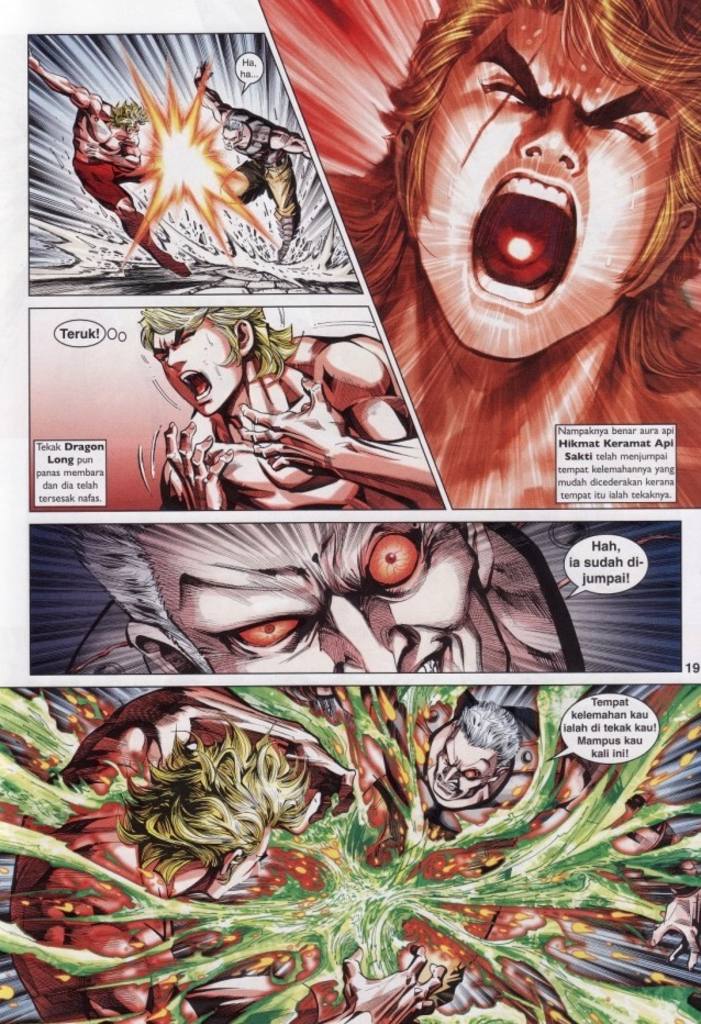 Ha,
ha...
Nampaknya benar aura api
Hikmat Keramat Api
Sakti telah menjumpai
tempat kelemahannya yang
mudah dicederakan kerana
tempat itu ialah tekaknya.
Teruk!
Tekak Dragon
Long pun
panas membara
dan dia telah
tersesak nafas.
Hah,
ia sudah di-
jumpai!
19
Tempat
kelemahan kau
ialah di tekak kau!
Mampus kau
kali ini!